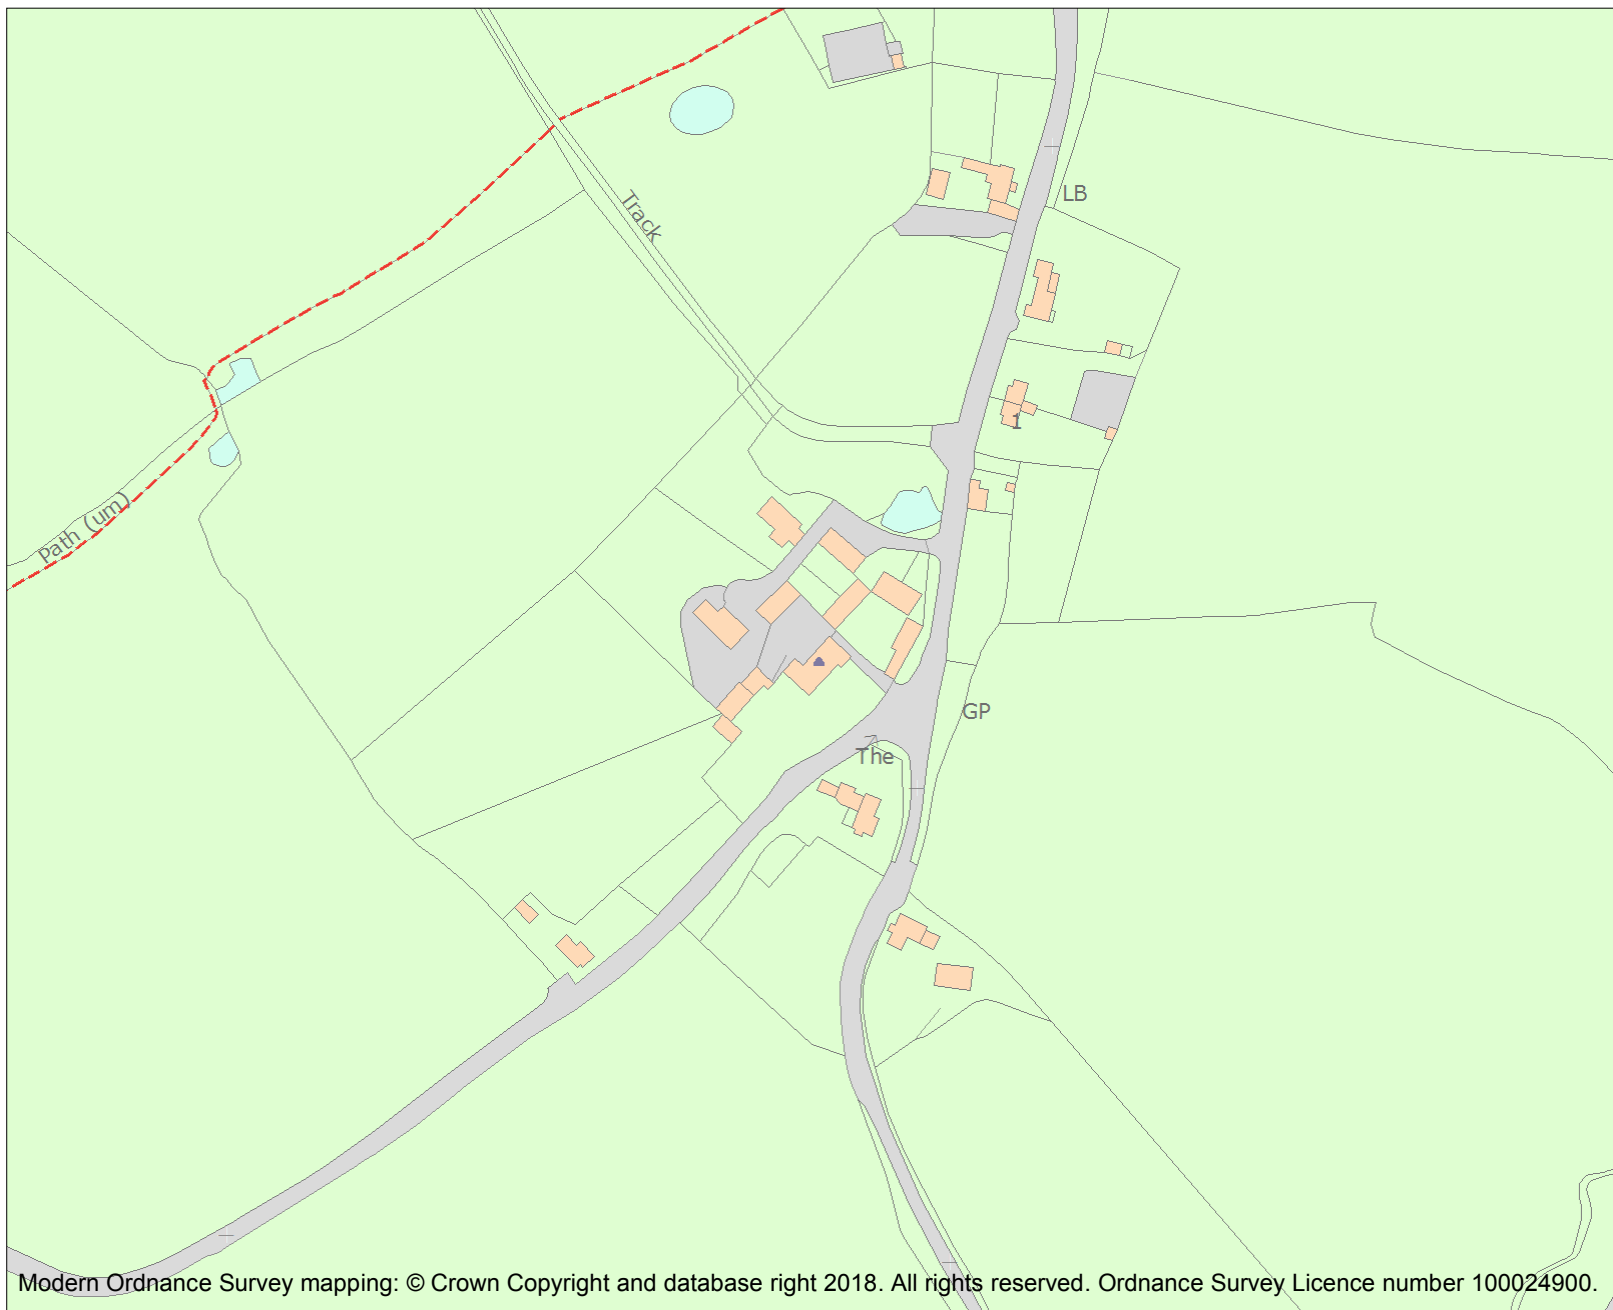 LB
Track
1
Path (um)
GP
The
Modern Ordnance Survey mapping: © Crown Copyright and database right 2018. All rights reserved. Ordnance Survey Licence number 100024900.